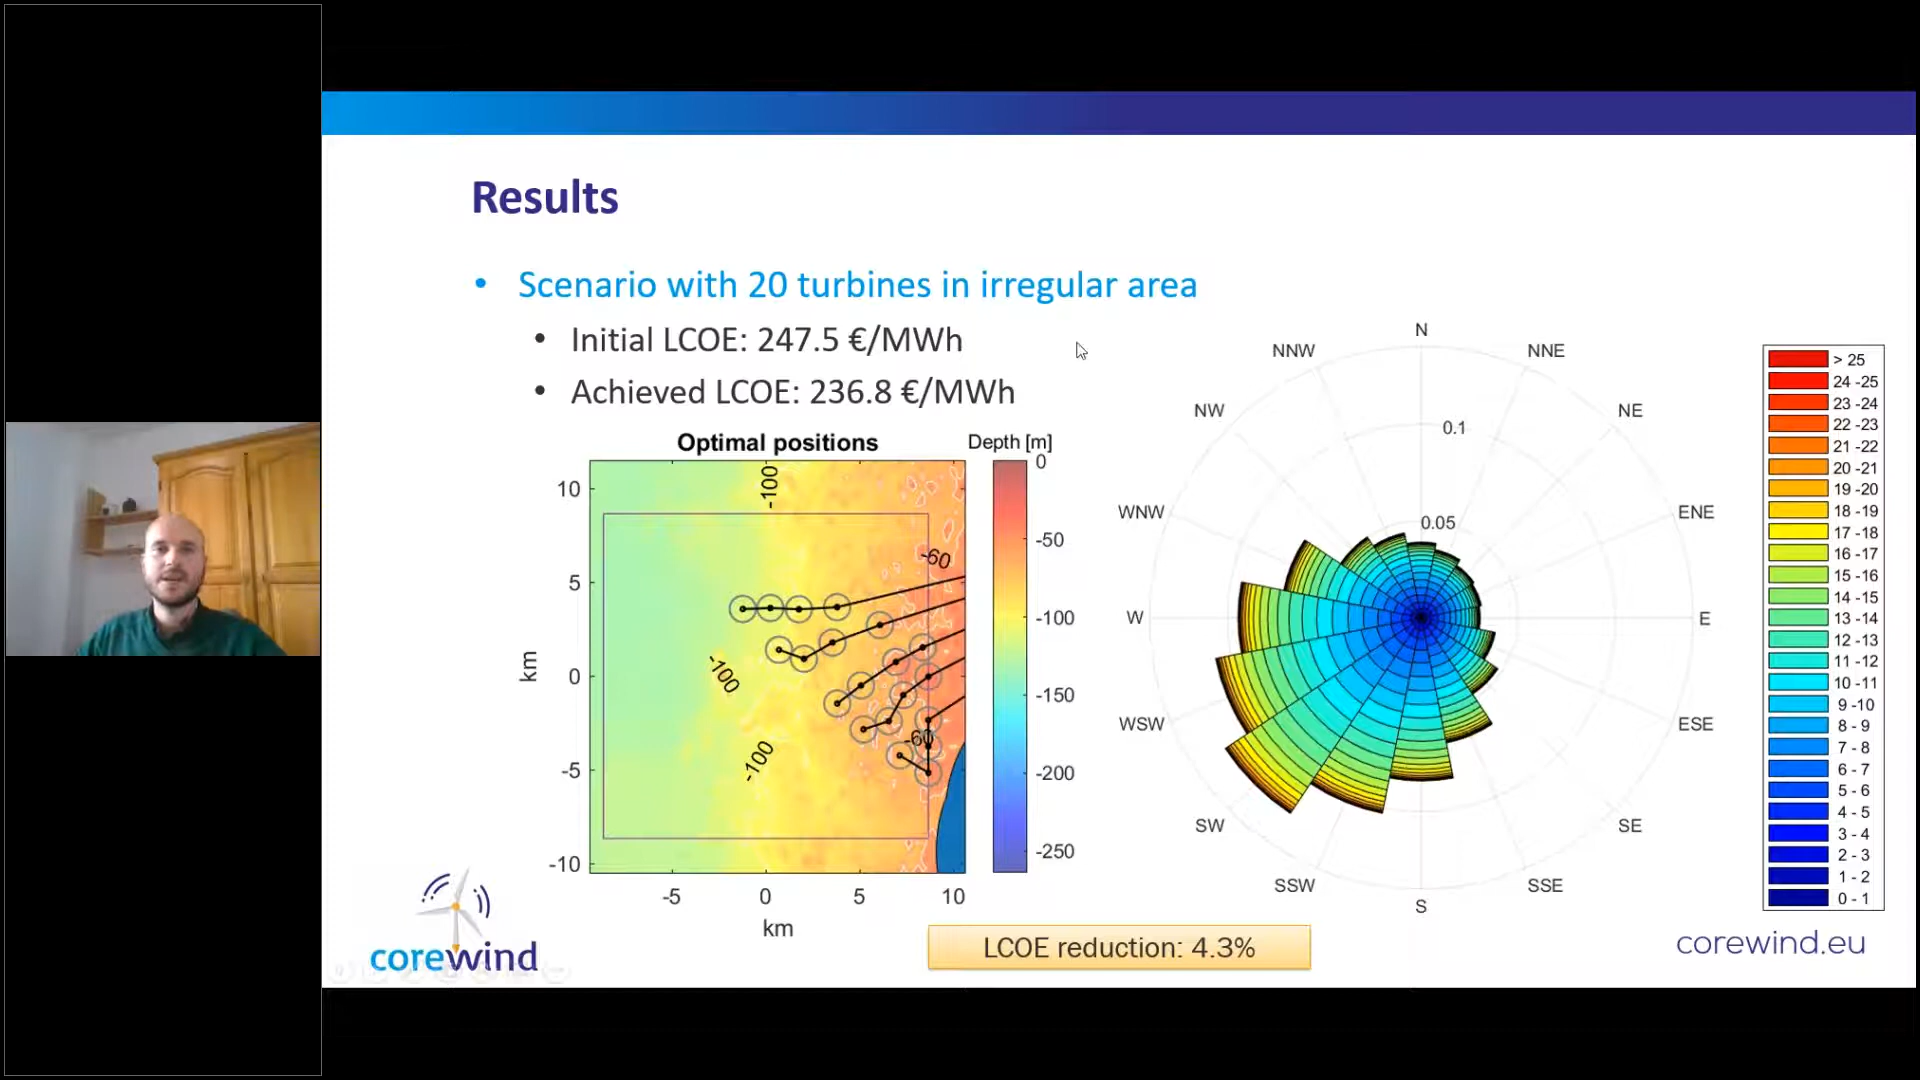 Results
• Scenario with 20 turbines in irregular area
• Initial LCOE: 247.5 €/MWh
• Achieved LCOE: 236.8 €/MWh
Optimal positions
Depth [m]
10
5
0
-5
-10
km
-5
0
5
10
km
-100
-60
-100
-60
-100
0
-50
-100
-150
-200
-250
N
NNE
NE
ENE
E
ESE
SE
SSE
S
SSW
SW
WSW
W
WNW
NW
NNW
0.1
0.05
> 25
24 -25
23 -24
22 -23
21 -22
20 -21
19 -20
18 -19
17 -18
16 -17
15 -16
14 -15
13 -14
12 -13
11 -12
10 -11
9 -10
8 - 9
7 - 8
6 - 7
5 - 6
4 - 5
3 - 4
2 - 3
1 - 2
0 - 1
LCOE reduction: 4.3%
corewind
corewind.eu